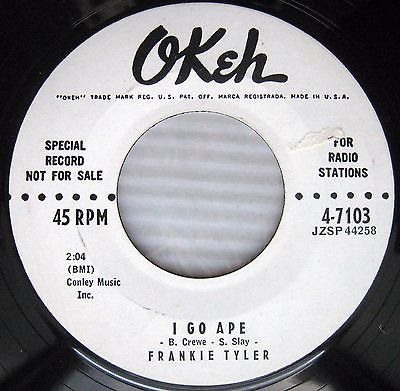 OKeh
"OKEH" TRADE MARK REG. U.S. PAT. OFF. MARCA REGISTRADA. MADE IN U.S.A.
SPECIAL
RECORD
NOT FOR SALE
FOR
RADIO
STATIONS
45 RPM
4-7103
JZSP 44258
2:04
(BMI)
Conley Music
Inc.
I GO APE
- B. Crewe - S. Slay -
FRANKIE TYLER